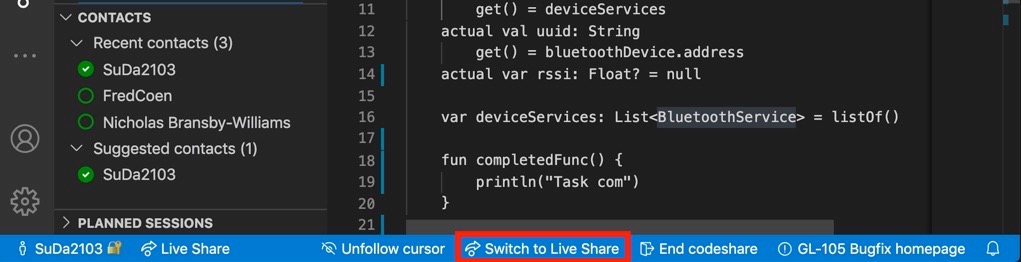 CONTACTS
Recent contacts (3)
SuDa2103
FredCoen
Nicholas Bransby-Williams
Suggested contacts (1)
SuDa2103
PLANNED SESSIONS
11 get() = deviceServices
12 actual val uuid: String
13 get() = bluetoothDevice.address
14 actual var rssi: Float? = null
15
16 var deviceServices: List<BluetoothService> = listOf()
17
18 fun completedFunc() {
19 println("Task com")
20 }
21
SuDa2103 Live Share Unfollow cursor Switch to Live Share End codeshare GL-105 Bugfix homepage